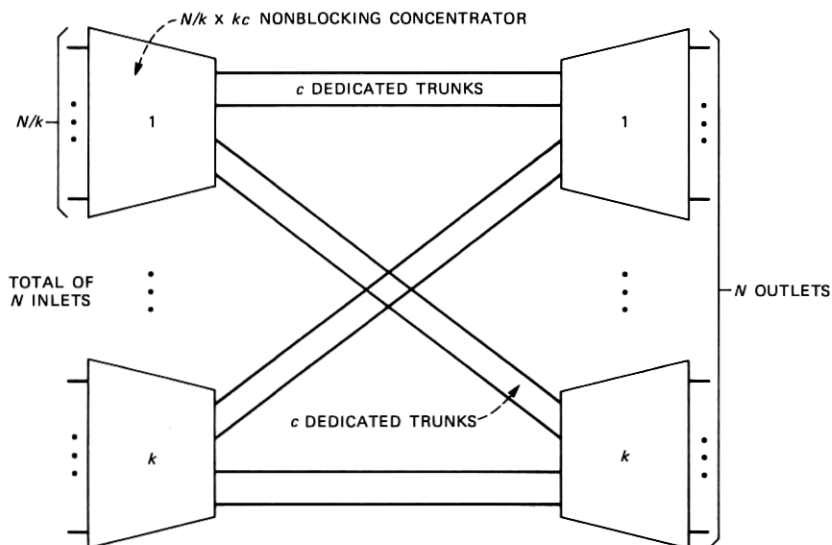 N/k x kc NONBLOCKING CONCENTRATOR
c DEDICATED TRUNKS
N/k
1
1
TOTAL OF
N INLETS
N OUTLETS
c DEDICATED TRUNKS
k
k